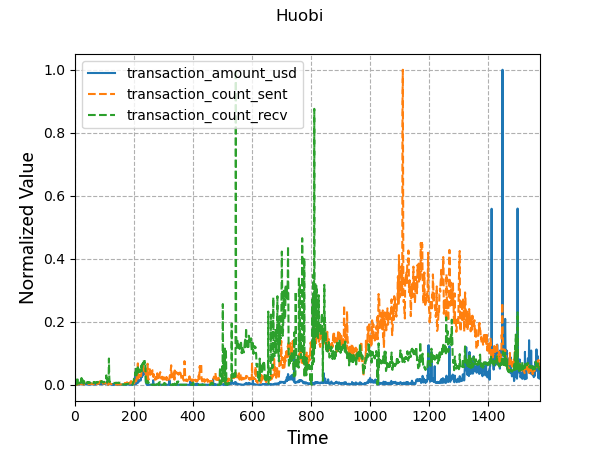 Huobi
transaction_amount_usd
transaction_count_sent
transaction_count_recv
Normalized Value
1.0
0.8
0.6
0.4
0.2
0.0
0 200 400 600 800 1000 1200 1400
Time